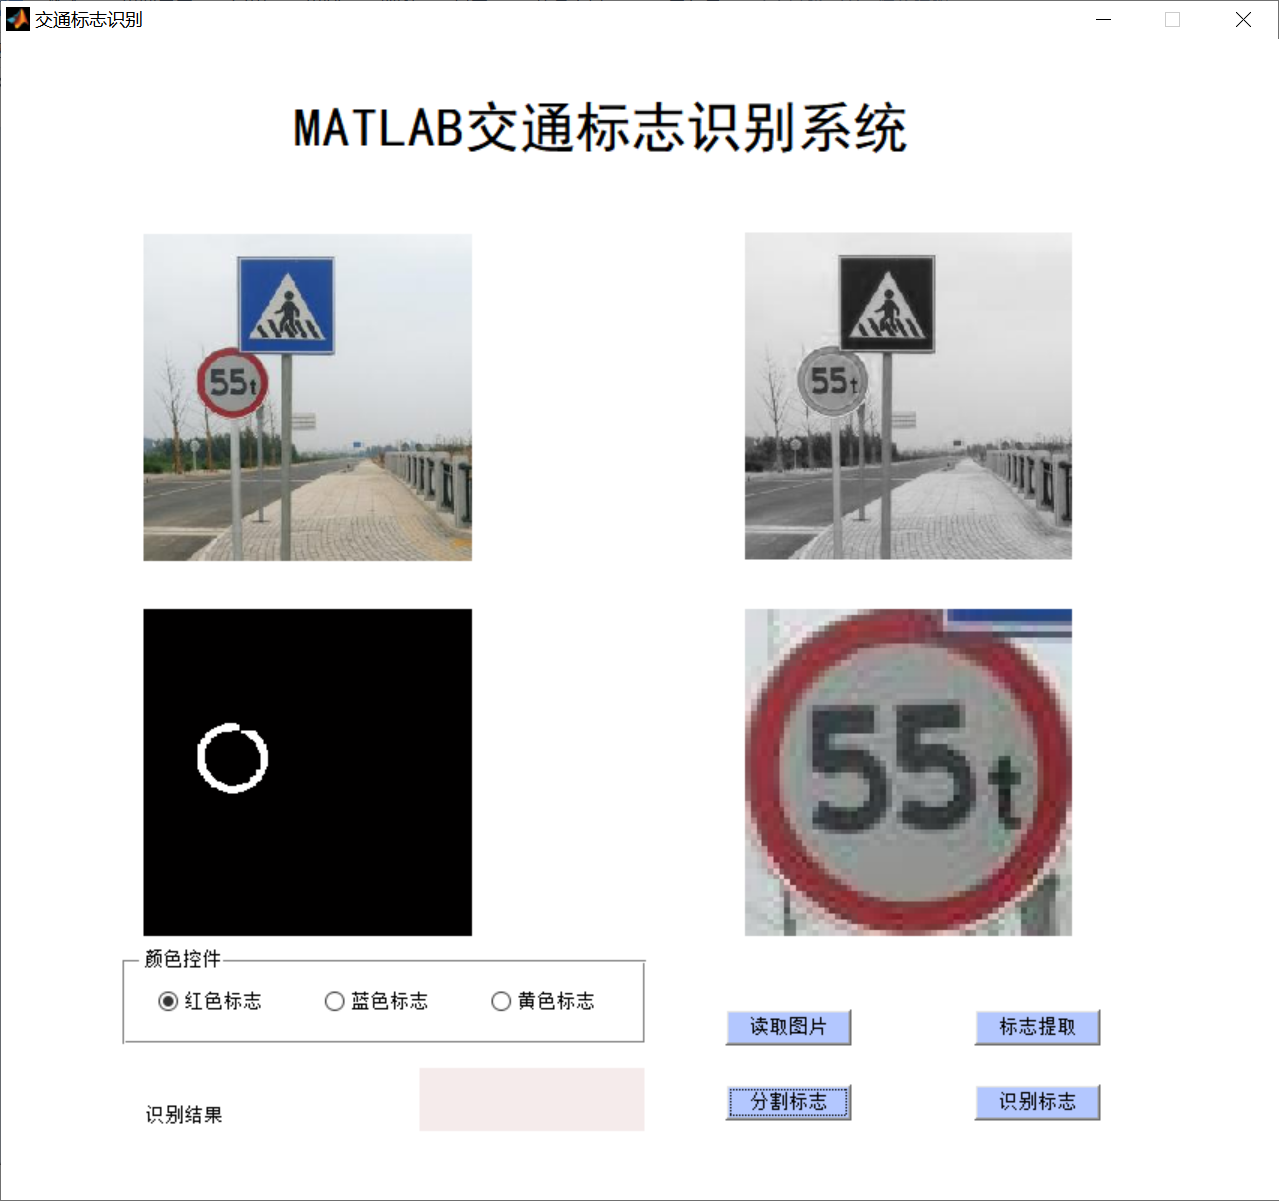 交通标志识别
MATLAB交通标志识别系统
55t
55t
55t
颜色控件
红色标志 蓝色标志 黄色标志
读取图片 标志提取
分割标志 识别标志
识别结果